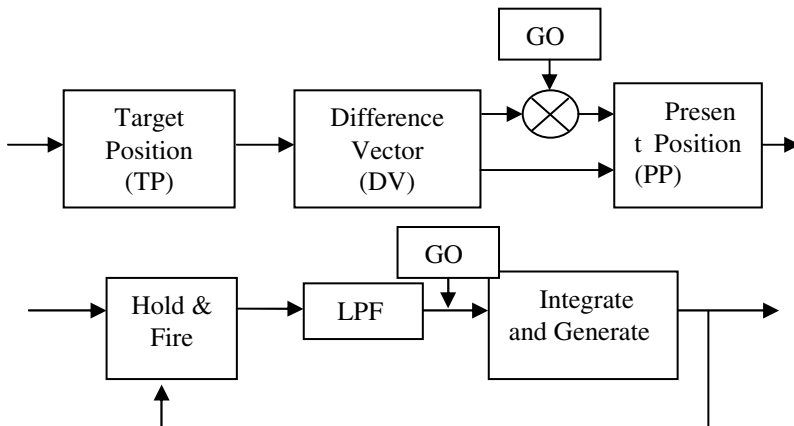 GO
Target
Position
(TP)
Difference
Vector
(DV)
Presen
t Position
(PP)
GO
Hold &
Fire
LPF
Integrate
and Generate